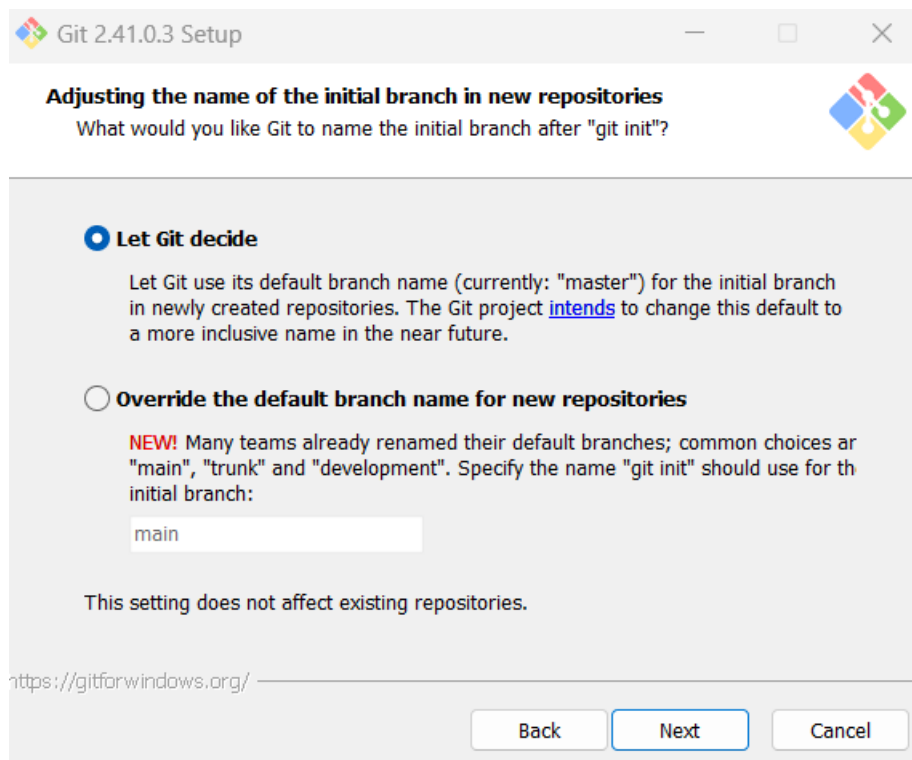 Git 2.41.0.3 Setup
Adjusting the name of the initial branch in new repositories
What would you like Git to name the initial branch after "git init"?
Let Git decide
Let Git use its default branch name (currently: "master") for the initial branch
in newly created repositories. The Git project intends to change this default to
a more inclusive name in the near future.
Override the default branch name for new repositories
NEW! Many teams already renamed their default branches; common choices ar
"main", "trunk" and "development". Specify the name "git init" should use for th
initial branch:
main
This setting does not affect existing repositories.
https://gitforwindows.org/
Back Next Cancel